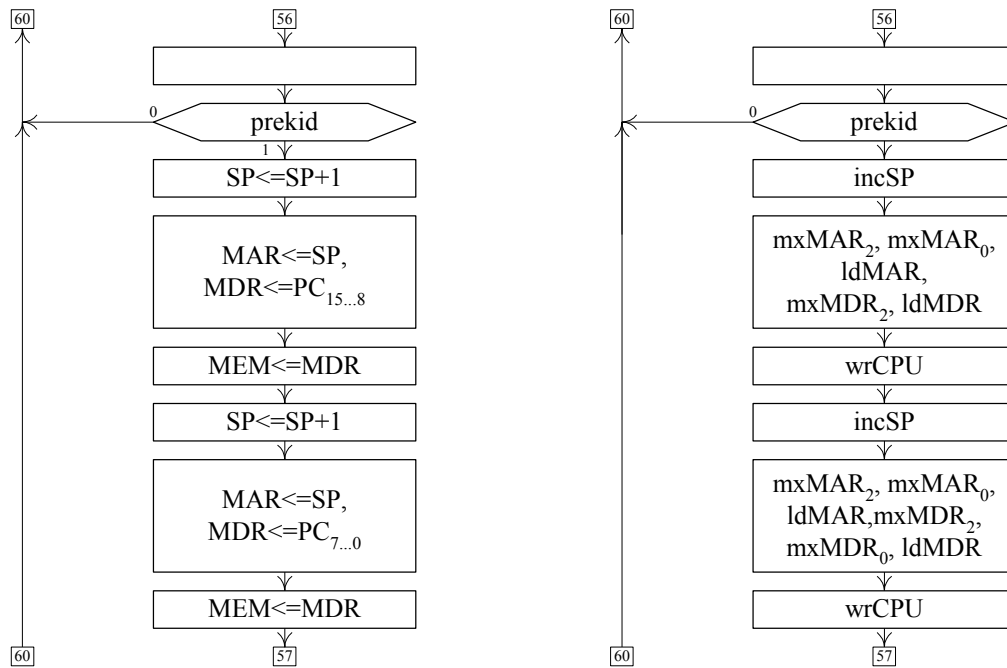 60
56
0
prekid
1
SP<=SP+1
MAR<=SP,
MDR<=PC15...8
MEM<=MDR
SP<=SP+1
MAR<=SP,
MDR<=PC7...0
MEM<=MDR
60
57
60
56
0
prekid
incSP
mxMAR2, mxMAR0,
ldMAR,
mxMDR2, ldMDR
wrCPU
incSP
mxMAR2, mxMAR0,
ldMAR,mxMDR2,
mxMDR0, ldMDR
wrCPU
60
57